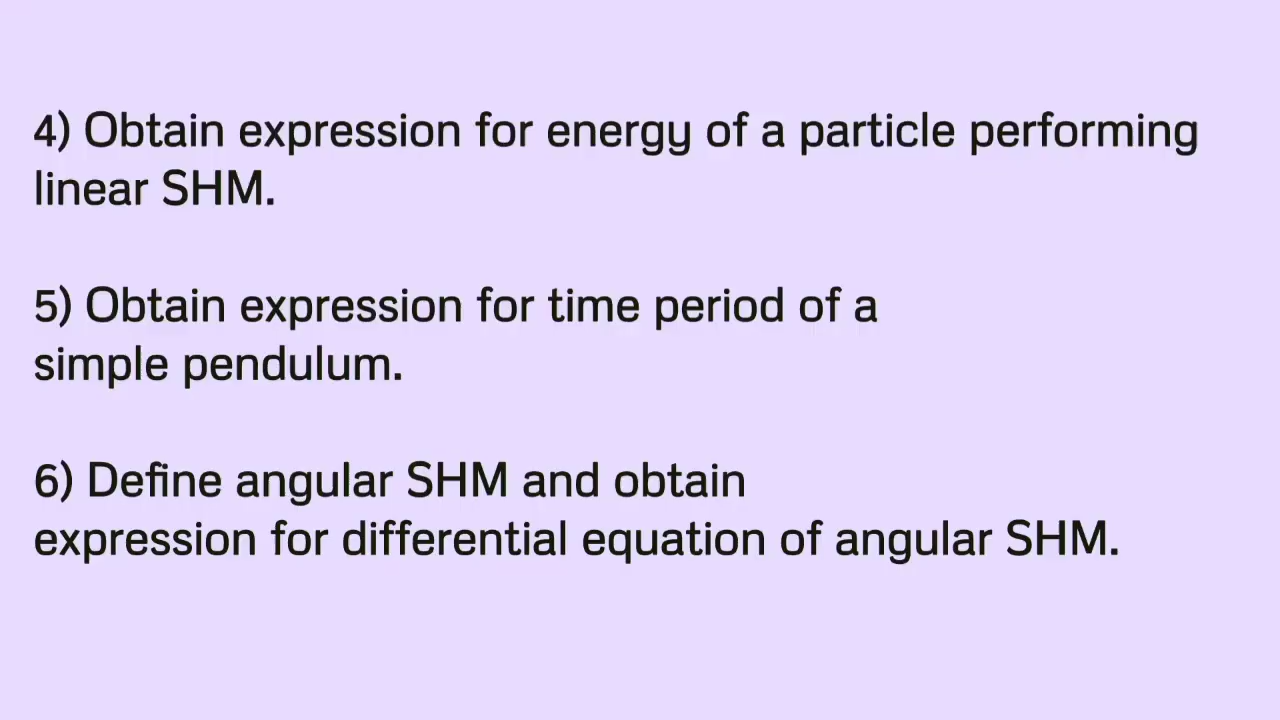 4) Obtain expression for energy of a particle performing
linear SHM.
5) Obtain expression for time period of a
simple pendulum.
6) Define angular SHM and obtain
expression for differential equation of angular SHM.